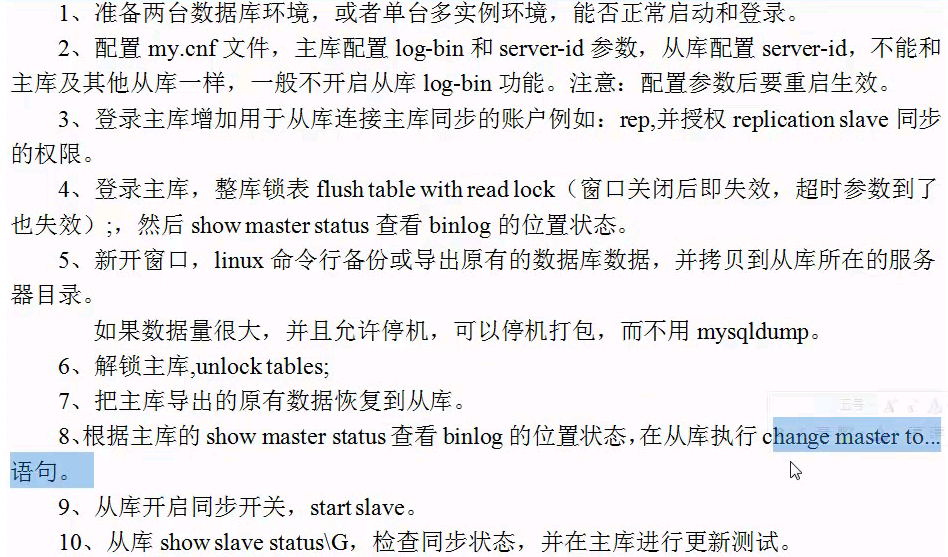 1、准备两台数据库环境，或者单台多实例环境，能否正常启动和登录。
2、配置 my.cnf 文件，主库配置 log-bin 和 server-id 参数，从库配置 server-id，不能和
主库及其他从库一样，一般不开启从库 log-bin 功能。注意：配置参数后要重启生效。
3、登录主库增加用于从库连接主库同步的账户例如：rep,并授权 replication slave 同步
的权限。
4、登录主库，整库锁表 flush table with read lock（窗口关闭后即失效，超时参数到了
也失效）;，然后 show master status 查看 binlog 的位置状态。
5、新开窗口，linux 命令行备份或导出原有的数据库数据，并拷贝到从库所在的服务
器目录。
如果数据量很大，并且允许停机，可以停机打包，而不用 mysqldump。
6、解锁主库,unlock tables;
7、把主库导出的原有数据恢复到从库。
五号
8、根据主库的 show master status 查看 binlog 的位置状态，在从库执行 change master to...
语句。
9、从库开启同步开关，start slave。
10、从库 show slave status\G，检查同步状态，并在主库进行更新测试。